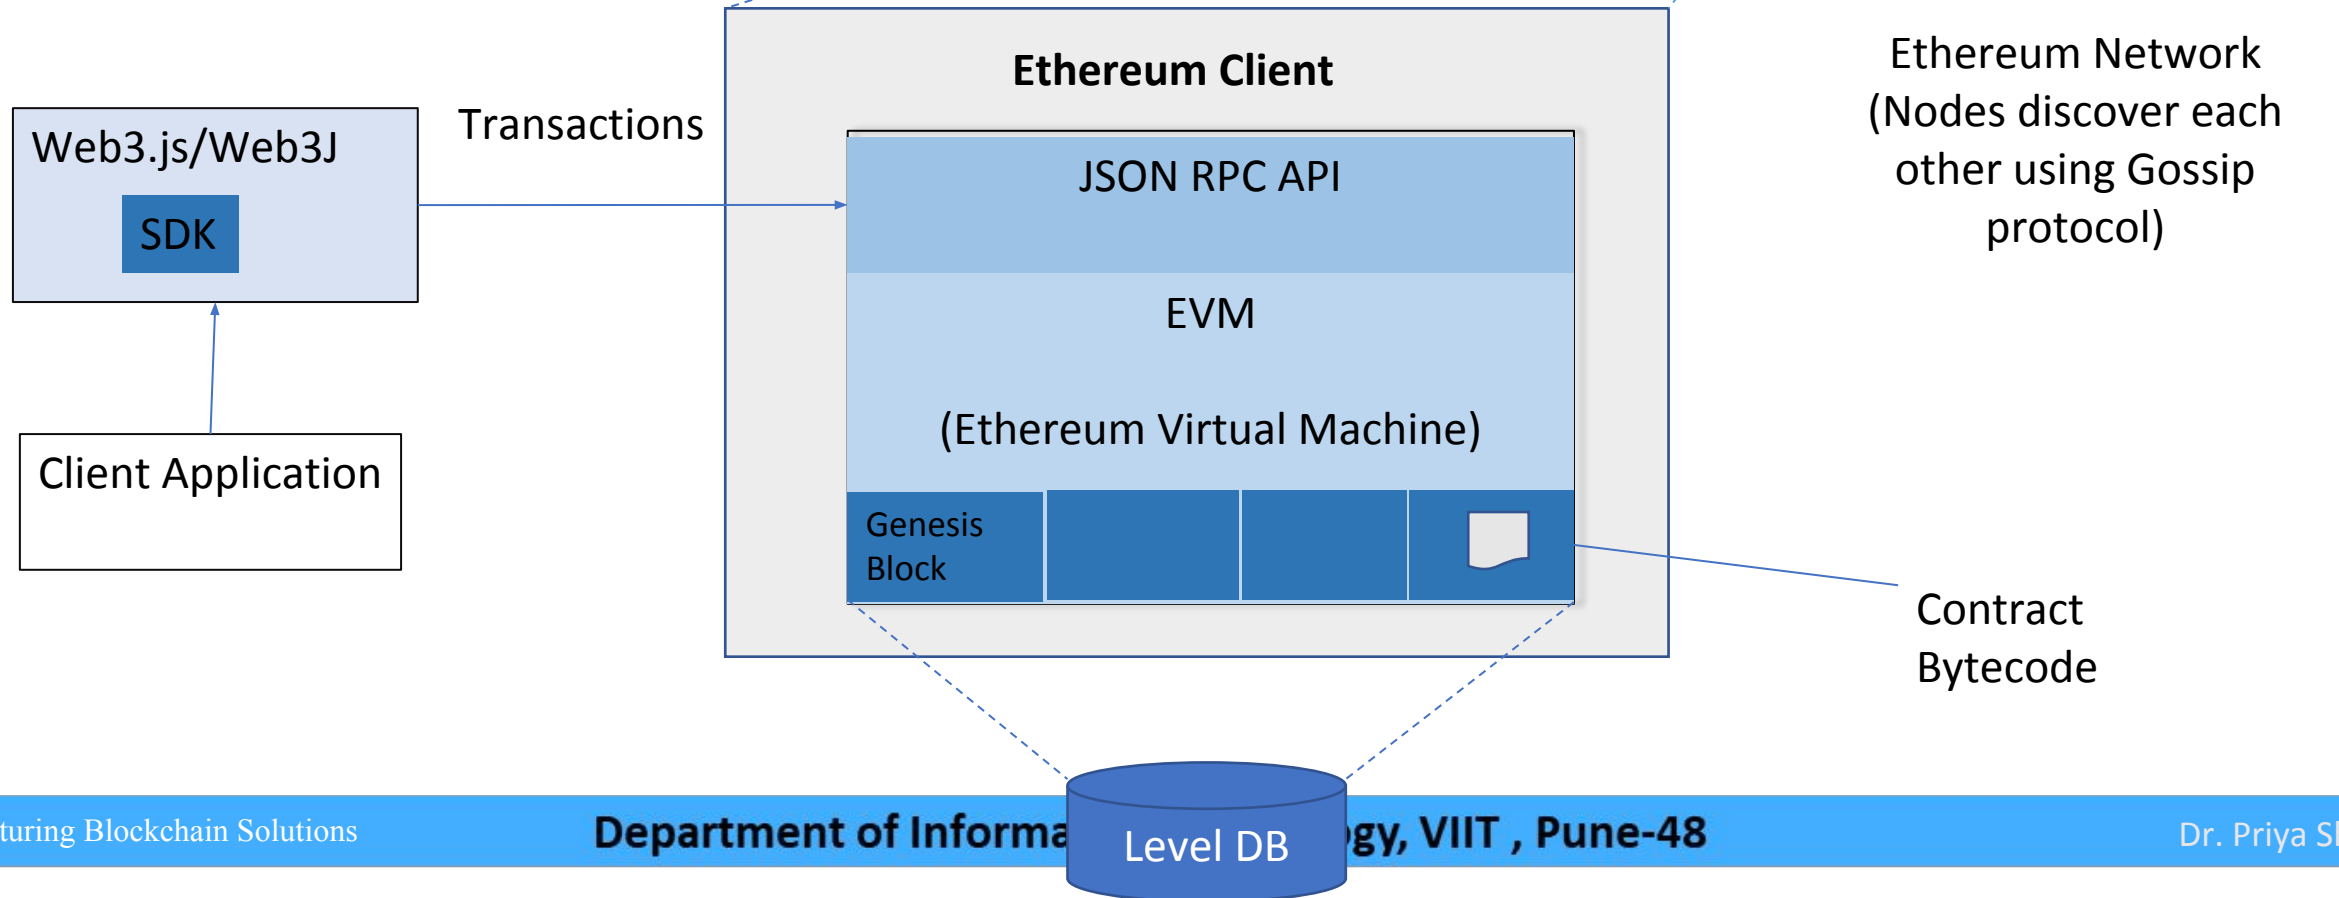 Ethereum Client
Ethereum Network
(Nodes discover each
other using Gossip
protocol)
Web3.js/Web3J
SDK
Transactions
JSON RPC API
EVM
(Ethereum Virtual Machine)
Client Application
Genesis
Block
Contract
Bytecode
Level DB
turing Blockchain Solutions
Department of Informa
gy, VIIT , Pune-48
Dr. Priya